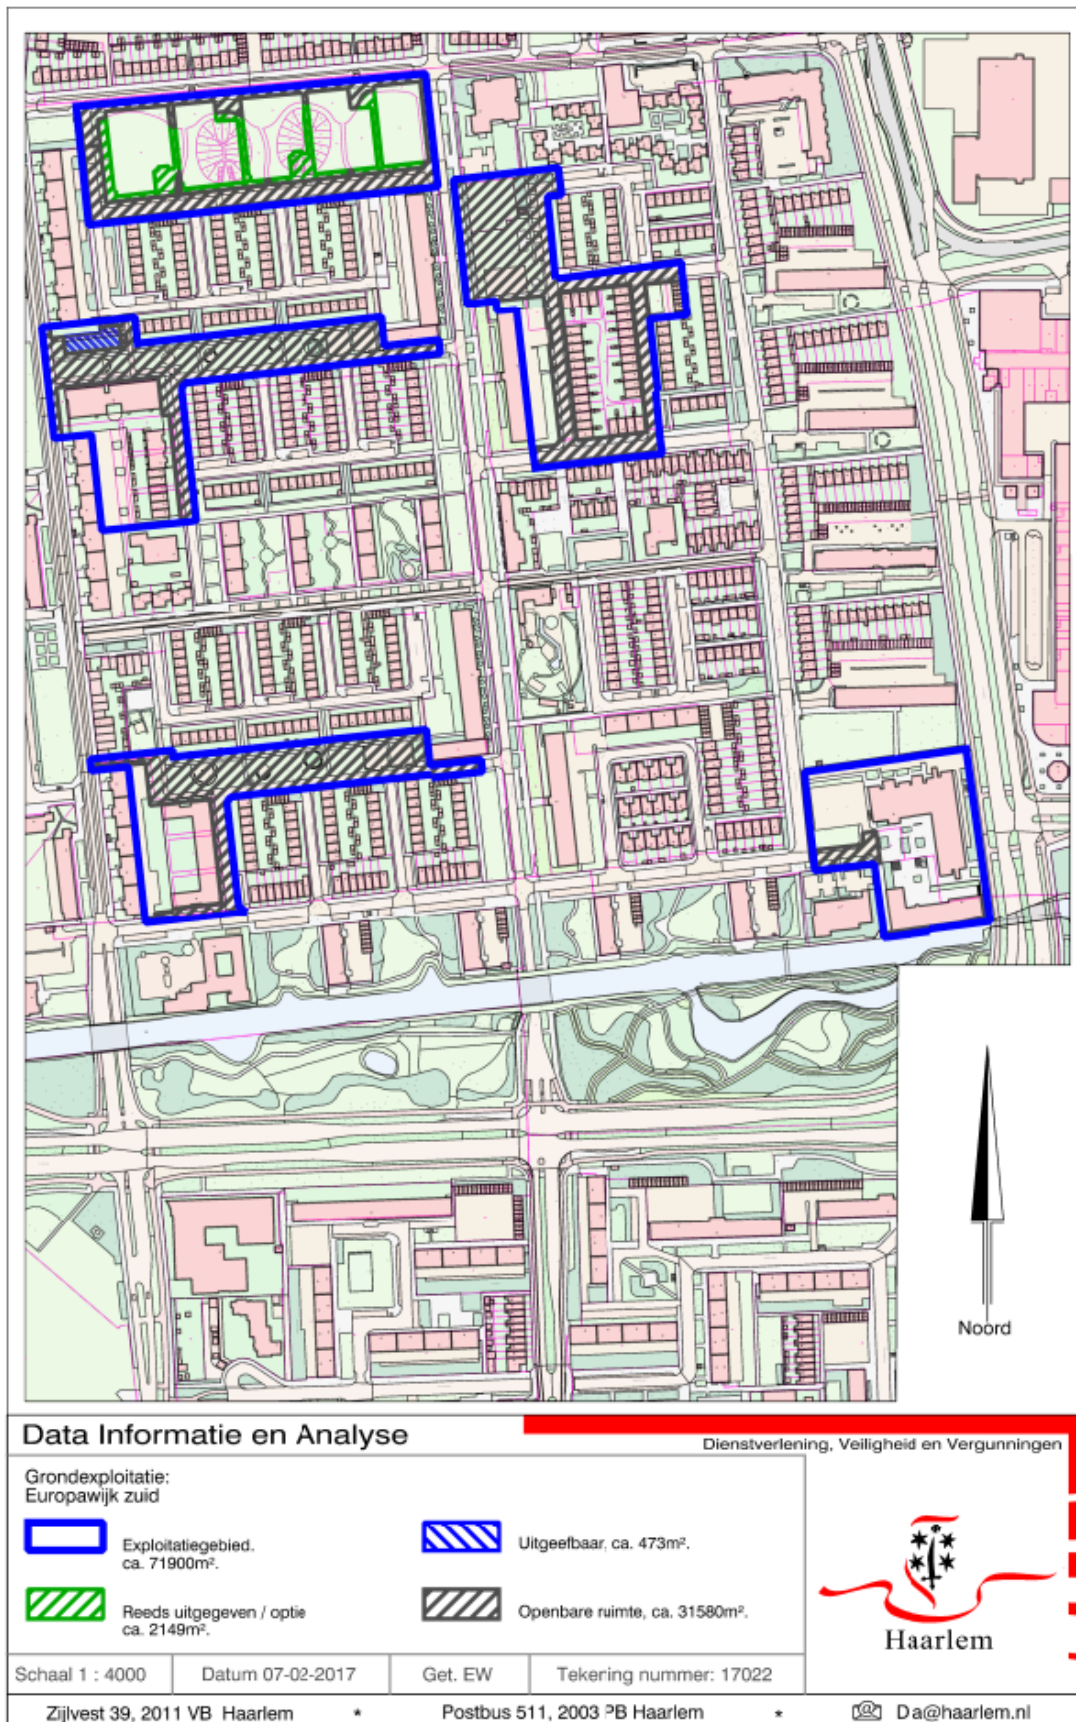 Noord
Data Informatie en Analyse
Dienstverlening, Veiligheid en Vergunningen
Grondexploitatie:
Europawijk zuid
Exploitatiegebied.
ca. 71900m².
Uitgeefbaar, ca. 473m².
Reeds uitgegeven / optie
ca. 2149m².
Openbare ruimte, ca. 31580m².
Haarlem
Schaal 1 : 4000
Datum 07-02-2017
Get. EW
Tekering nummer: 17022
Zijlvest 39, 2011 VB Haarlem
*
Postbus 511, 2003 PB Haarlem
*
Da@haarlem.nl